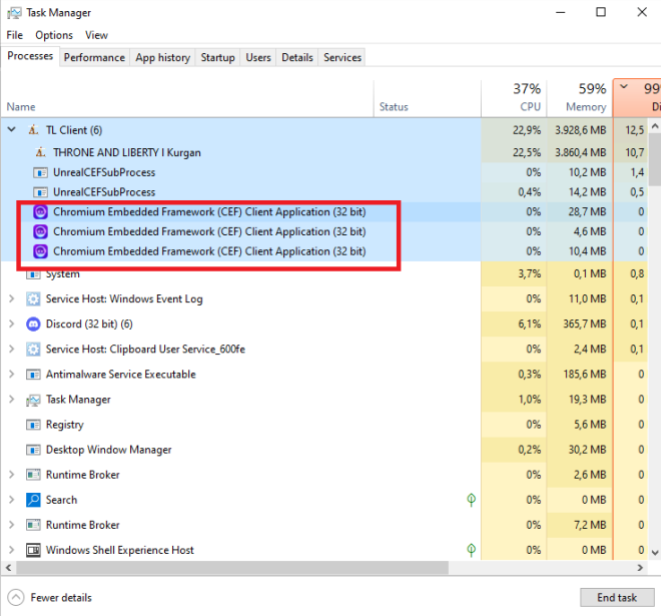 Task Manager
File Options View
Processes Performance App history Startup Users Details Services
37% 59% 99
Name Status CPU Memory Di
TL Client (6) 22,9% 3.928,6 MB 12,5
THRONE AND LIBERTY I Kurgan 22,5% 3.860,4 MB 10,7
UnrealCEFSubProcess 0% 10,2 MB 1,4
UnrealCEFSubProcess 0,4% 14,2 MB 0,5
Chromium Embedded Framework (CEF) Client Application (32 bit) 0% 28,7 MB 0
Chromium Embedded Framework (CEF) Client Application (32 bit) 0% 4,6 MB 0
Chromium Embedded Framework (CEF) Client Application (32 bit) 0% 10,4 MB 0
System 3,7% 0,1 MB 0,8
Service Host: Windows Event Log 0% 11,0 MB 0,1
Discord (32 bit) (6) 6,1% 365,7 MB 0,1
Service Host: Clipboard User Service_600fe 0% 2,4 MB 0,1
Antimalware Service Executable 0,3% 185,6 MB 0
Task Manager 1,0% 19,3 MB 0
Registry 0% 5,6 MB 0
Desktop Window Manager 0,2% 30,2 MB 0
Runtime Broker 0% 2,6 MB 0
Search 0% 0 MB 0
Runtime Broker 0% 7,2 MB 0
Windows Shell Experience Host 0% 0 MB 0
Fewer details End task